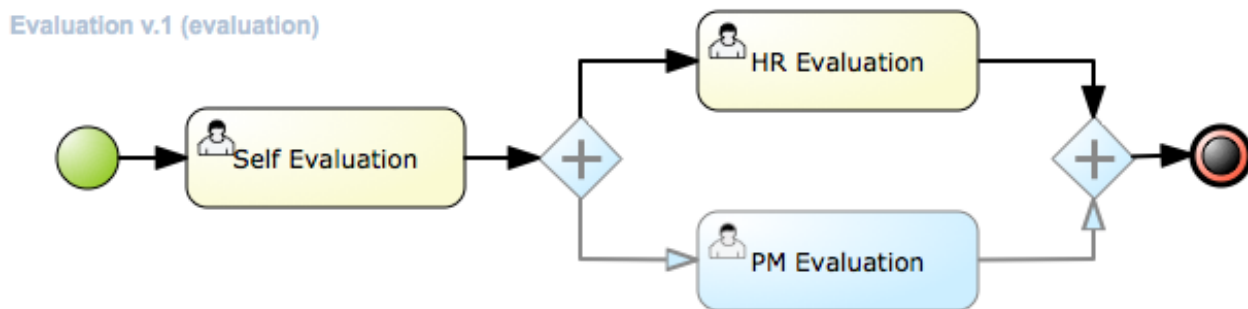 Evaluation v.1 (evaluation)
HR Evaluation
Self Evaluation
PM Evaluation